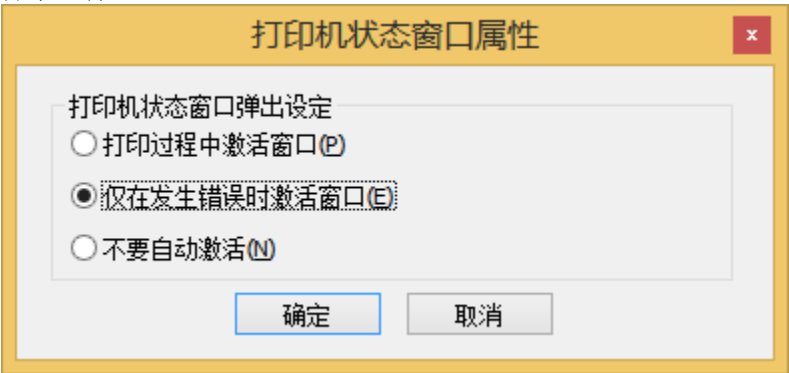 打印机状态窗口属性
x
打印机状态窗口弹出设定
打印过程中激活窗口(P)
仅在发生错误时激活窗口(E)
不要自动激活(N)
确定
取消